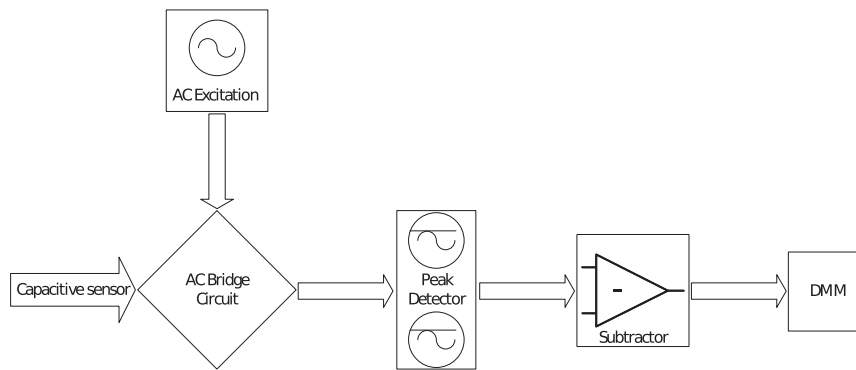 AC Excitation
Capacitive sensor
AC Bridge
Circuit
Peak
Detector
-
Subtractor
DMM